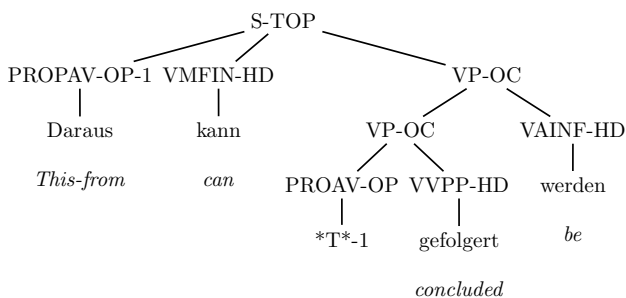 S-TOP
PROPAV-OP-1 VMFIN-HD VP-OC
Daraus kann VP-OC VAINF-HD
This-from can PROAV-OP VVPP-HD werden
*T*-1 gefolgert be
concluded